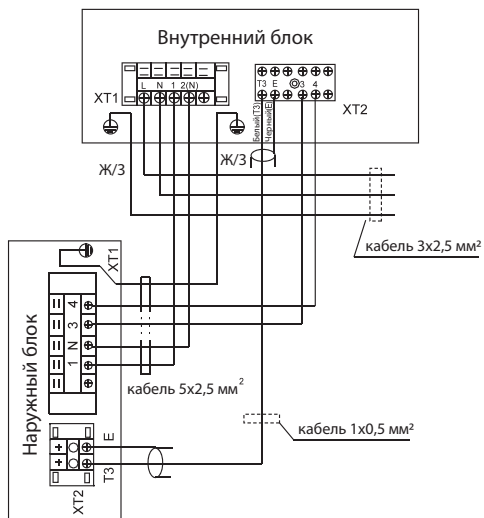 Внутренний блок
XT1
L N 1 2(N)
T3 E 3 4
XT2
Белый(T3)
Черный(E)
Ж/З
Ж/З
кабель 3х2,5 мм²
XT1
Наружный блок
4
3
N
1
кабель 5х2,5 мм²
кабель 1х0,5 мм²
E
T3
XT2